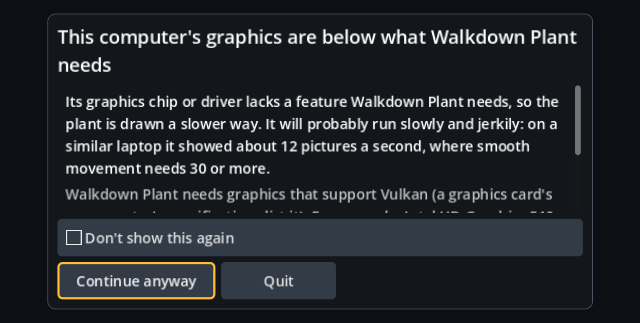 This computer's graphics are below what Walkdown Plant
needs
Its graphics chip or driver lacks a feature Walkdown Plant needs, so the
plant is drawn a slower way. It will probably run slowly and jerkily: on a
similar laptop it showed about 12 pictures a second, where smooth
movement needs 30 or more.
Walkdown Plant needs graphics that support Vulkan (a graphics card's
Don't show this again
Continue anyway
Quit